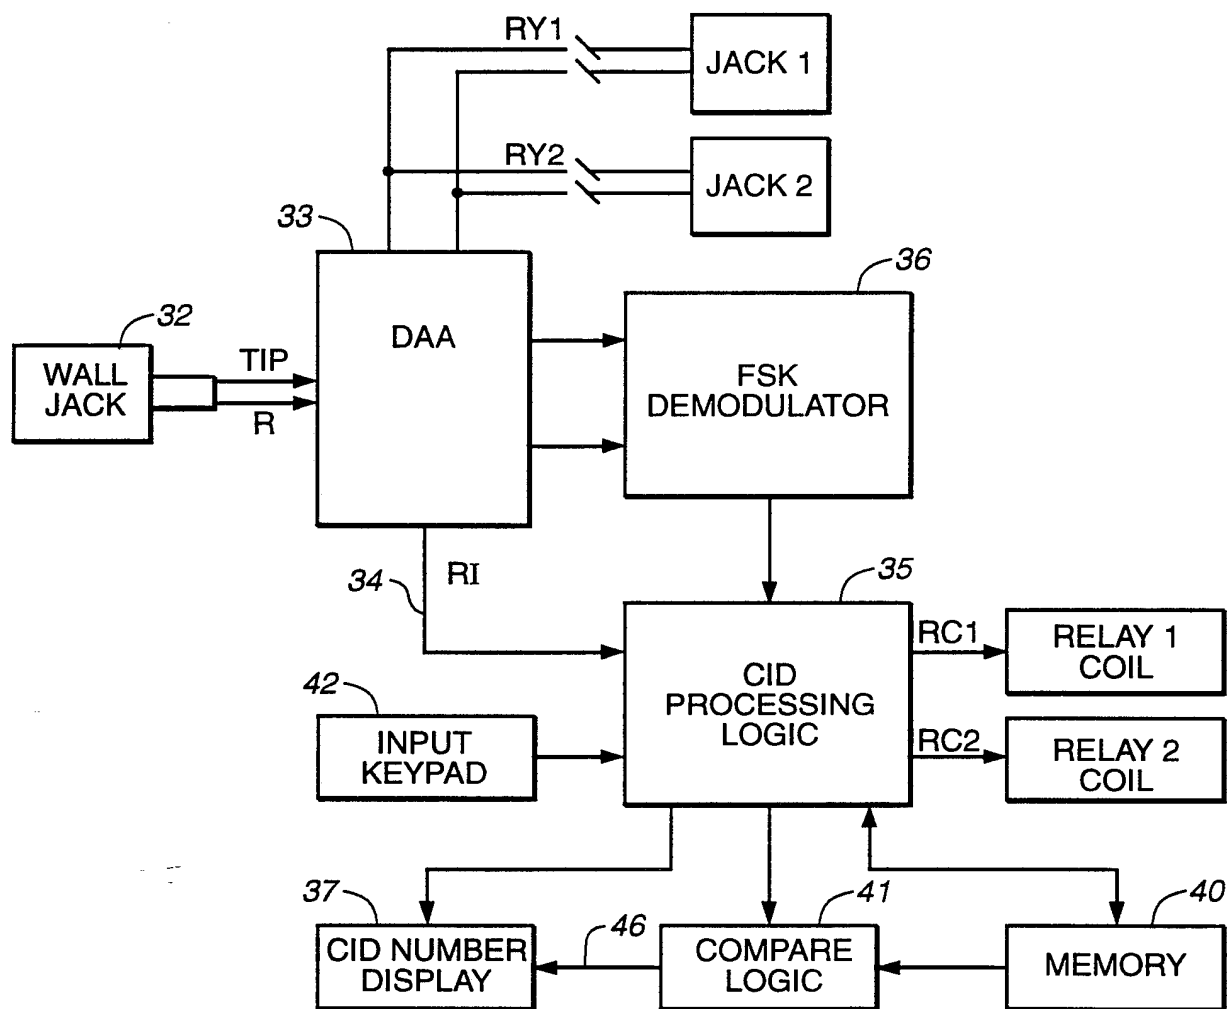 RY1
JACK 1
RY2
JACK 2
33
36
32
DAA
WALL
JACK
TIP
R
FSK
DEMODULATOR
34
RI
35
RC1
RELAY 1
COIL
CID
PROCESSING
LOGIC
42
INPUT
KEYPAD
RC2
RELAY 2
COIL
37
41
40
CID NUMBER
DISPLAY
46
COMPARE
LOGIC
MEMORY